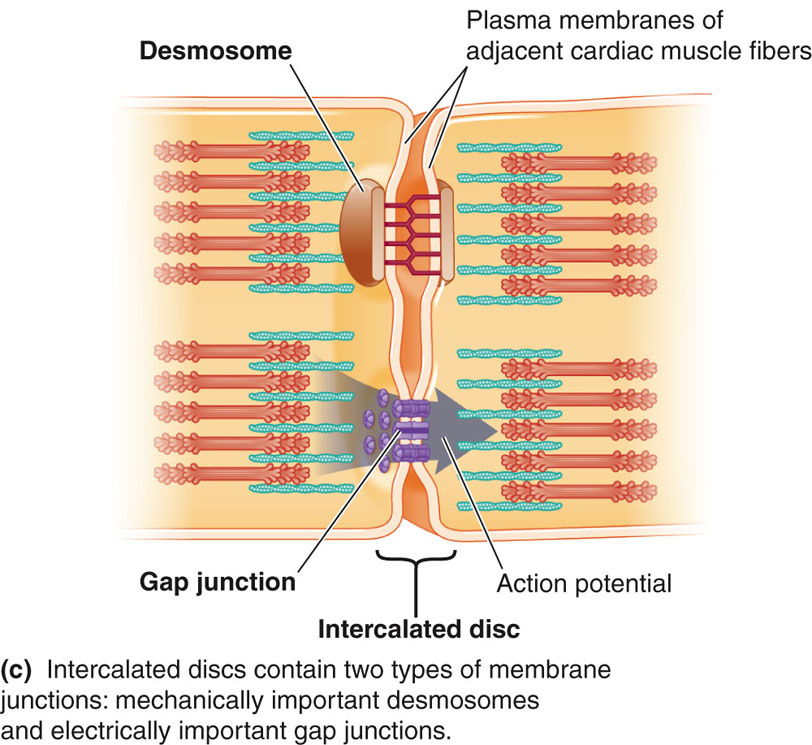 Plasma membranes of
adjacent cardiac muscle fibers
Desmosome
Gap junction
Action potential
Intercalated disc
(c) Intercalated discs contain two types of membrane
junctions: mechanically important desmosomes
and electrically important gap junctions.